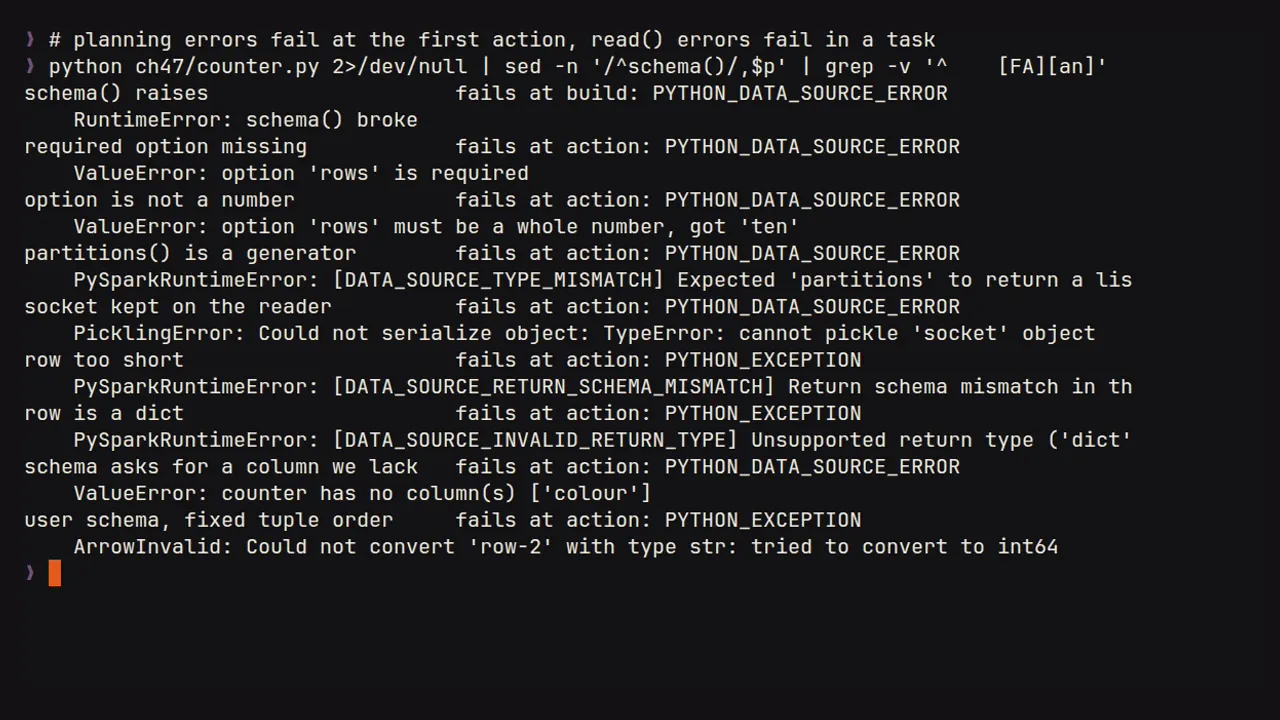 ❯ # planning errors fail at the first action, read() errors fail in a task
❯ python ch47/counter.py 2>/dev/null | sed -n '/^schema()/,$p' | grep -v '^    [FA][an]'
schema() raises                    fails at build: PYTHON_DATA_SOURCE_ERROR
    RuntimeError: schema() broke
required option missing            fails at action: PYTHON_DATA_SOURCE_ERROR
    ValueError: option 'rows' is required
option is not a number             fails at action: PYTHON_DATA_SOURCE_ERROR
    ValueError: option 'rows' must be a whole number, got 'ten'
partitions() is a generator        fails at action: PYTHON_DATA_SOURCE_ERROR
    PySparkRuntimeError: [DATA_SOURCE_TYPE_MISMATCH] Expected 'partitions' to return a lis
socket kept on the reader          fails at action: PYTHON_DATA_SOURCE_ERROR
    PicklingError: Could not serialize object: TypeError: cannot pickle 'socket' object
row too short                      fails at action: PYTHON_EXCEPTION
    PySparkRuntimeError: [DATA_SOURCE_RETURN_SCHEMA_MISMATCH] Return schema mismatch in th
row is a dict                      fails at action: PYTHON_EXCEPTION
    PySparkRuntimeError: [DATA_SOURCE_INVALID_RETURN_TYPE] Unsupported return type ('dict'
schema asks for a column we lack   fails at action: PYTHON_DATA_SOURCE_ERROR
    ValueError: counter has no column(s) ['colour']
user schema, fixed tuple order     fails at action: PYTHON_EXCEPTION
    ArrowInvalid: Could not convert 'row-2' with type str: tried to convert to int64
❯